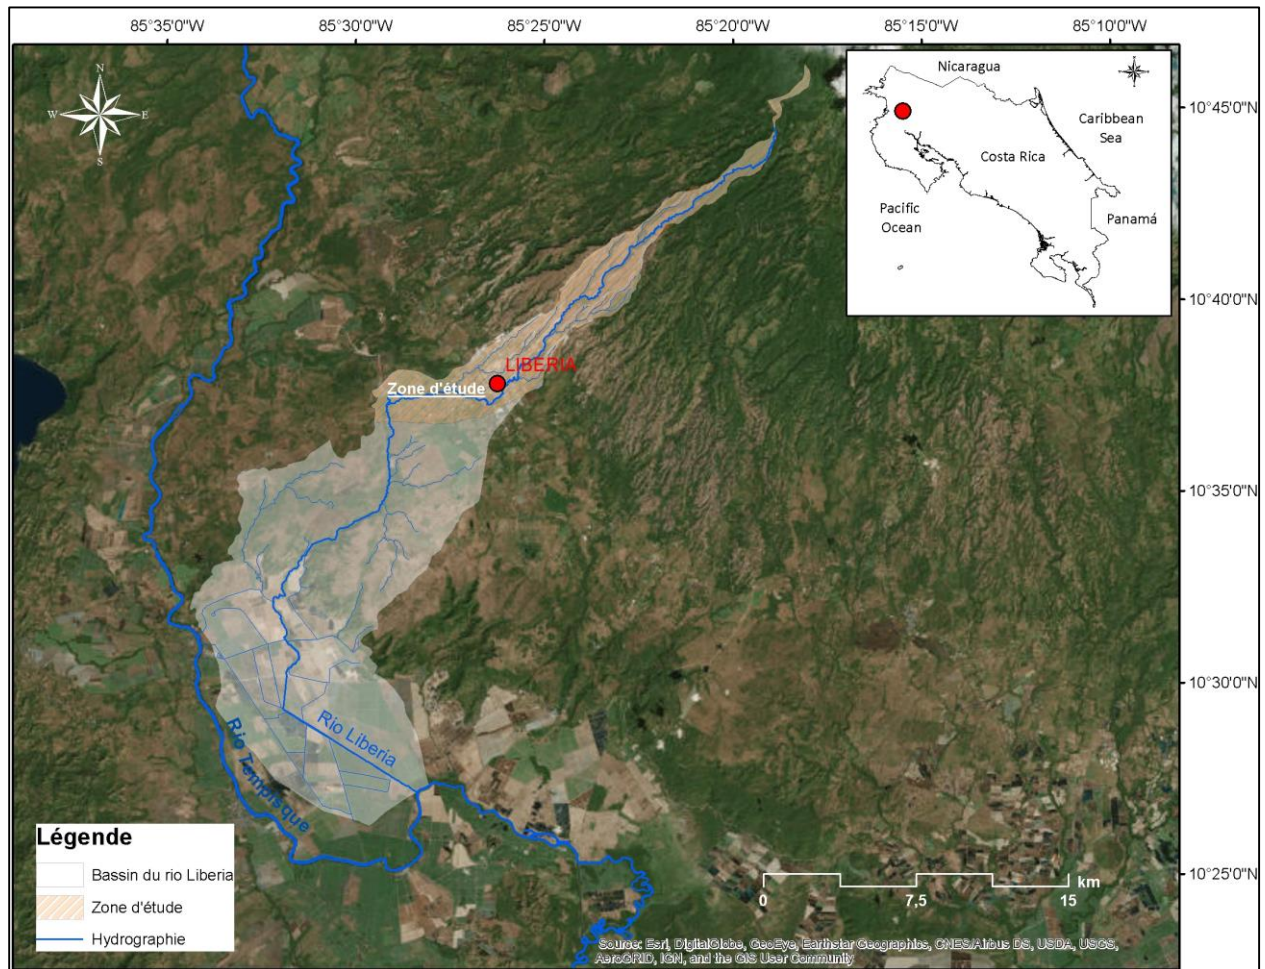 85°35'0"W
85°30'0"W
85°25'0"W
85°20'0"W
85°15'0"W
85°10'0"W
N
W
E
S
Nicaragua
Caribbean
Sea
Costa Rica
Pacific
Ocean
Panamá
10°45'0"N
10°40'0"N
10°35'0"N
10°30'0"N
10°25'0"N
LIBERIA
Zone d'étude
Rio Liberia
Rio Tempisque
Légende
Bassin du rio Liberia
Zone d'étude
Hydrographie
km
0
7,5
15
Source: Esri, DigitalGlobe, GeoEye, Earthstar Geographics, CNES/Airbus DS, USDA, USGS,
AeroGRID, IGN, and the GIS User Community